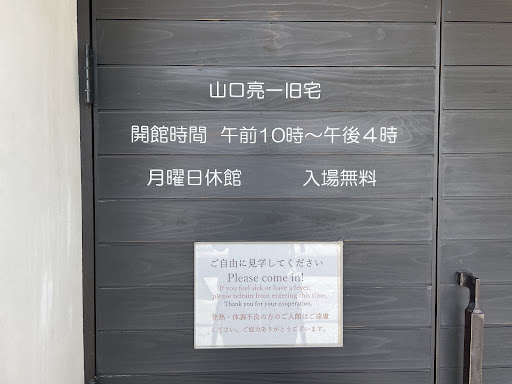 山口亮一旧宅
開館時間 午前10時～午後4時
月曜日休館 入場無料
ご自由に見学してください
Please come in!
If you feel sick or have a fever,
please refrain from entering this time.
Thank you for your cooperation.
発熱・体調不良の方のご入館はご遠慮
ください。ご協力ありがとうございます。